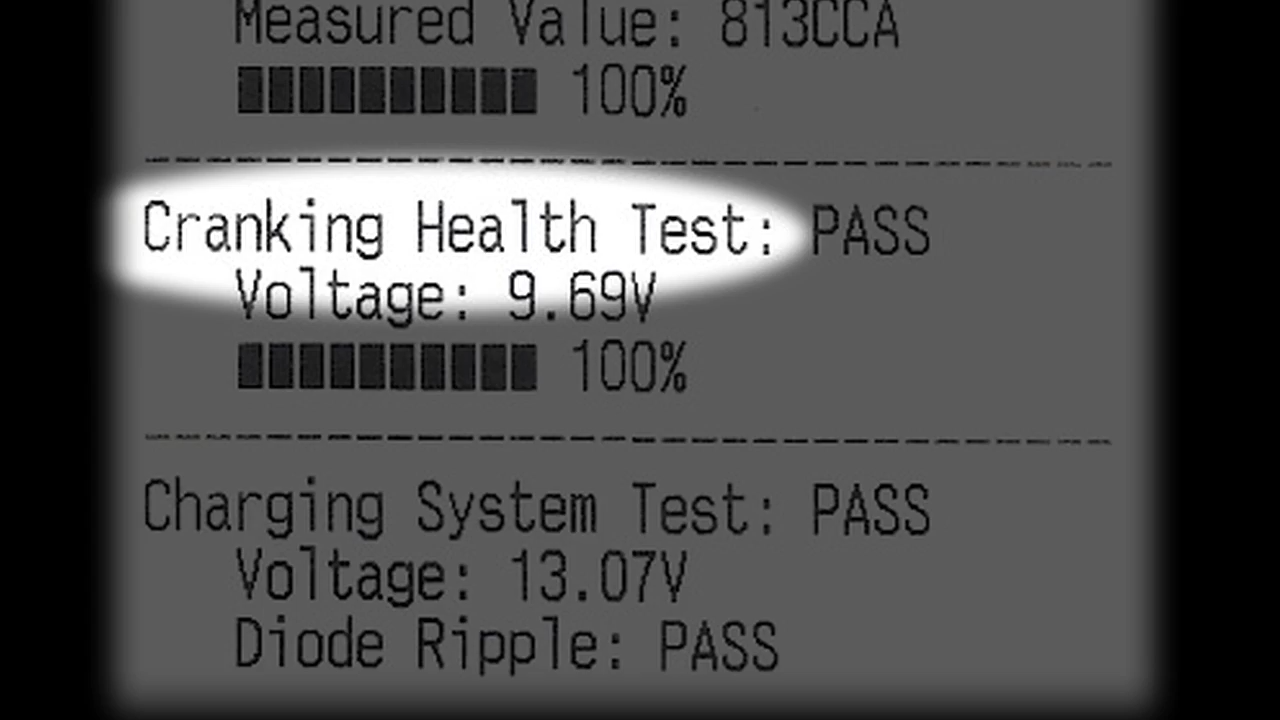 Measured Value: 813CCA
100%
Cranking Health Test: PASS
Voltage: 9.69V
100%
Charging System Test: PASS
Voltage: 13.07V
Diode Ripple: PASS